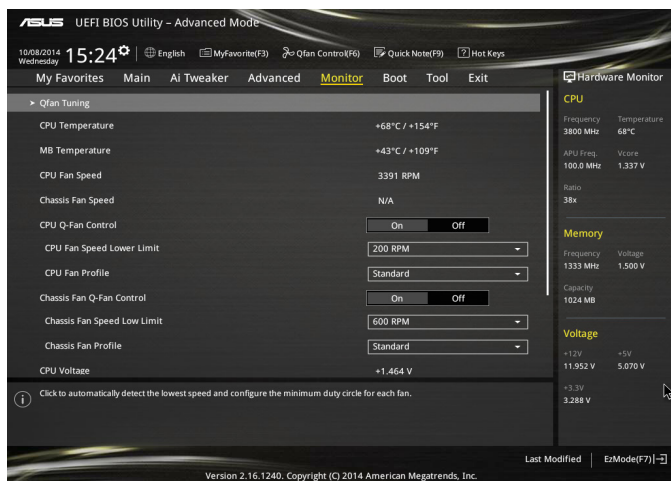 ASUS UEFI BIOS Utility – Advanced Mode
10/08/2014 Wednesday 15:24 English MyFavorite(F3) Qfan Control(F6) Quick Note(F9) ? Hot Keys
My Favorites Main Ai Tweaker Advanced Monitor Boot Tool Exit
Qfan Tuning
CPU Temperature +68°C / +154°F
MB Temperature +43°C / +109°F
CPU Fan Speed 3391 RPM
Chassis Fan Speed N/A
CPU Q-Fan Control On Off
CPU Fan Speed Lower Limit 200 RPM
CPU Fan Profile Standard
Chassis Fan Q-Fan Control On Off
Chassis Fan Speed Low Limit 600 RPM
Chassis Fan Profile Standard
CPU Voltage +1.464 V
Click to automatically detect the lowest speed and configure the minimum duty circle for each fan.
Hardware Monitor
CPU
Frequency Temperature
3800 MHz 68°C
APU Freq. Vcore
100.0 MHz 1.337 V
Ratio
38x
Memory
Frequency Voltage
1333 MHz 1.500 V
Capacity
1024 MB
Voltage
+12V +5V
11.952 V 5.070 V
+3.3V
3.288 V
Last Modified EzMode(F7)
Version 2.16.1240. Copyright (C) 2014 American Megatrends, Inc.